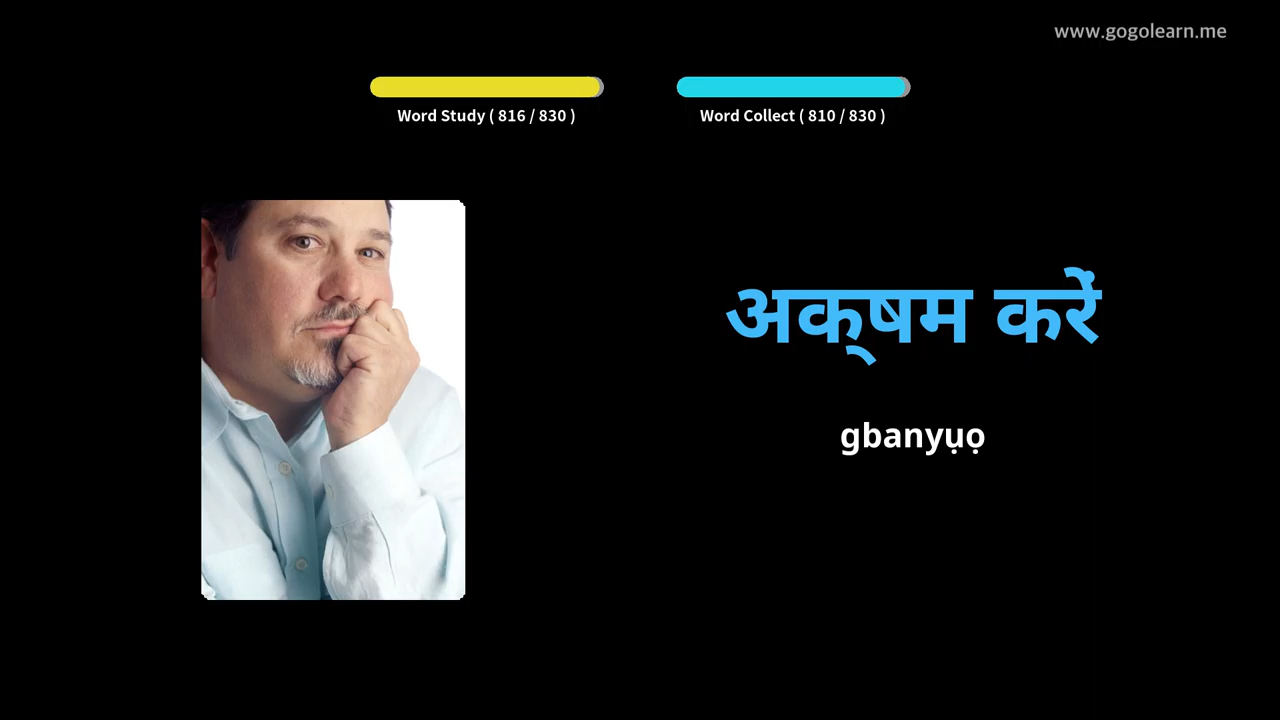 www.gogolearn.me
Word Study ( 816 / 830 )
Word Collect ( 810 / 830 )
अक्षम करें
gbanyụọ